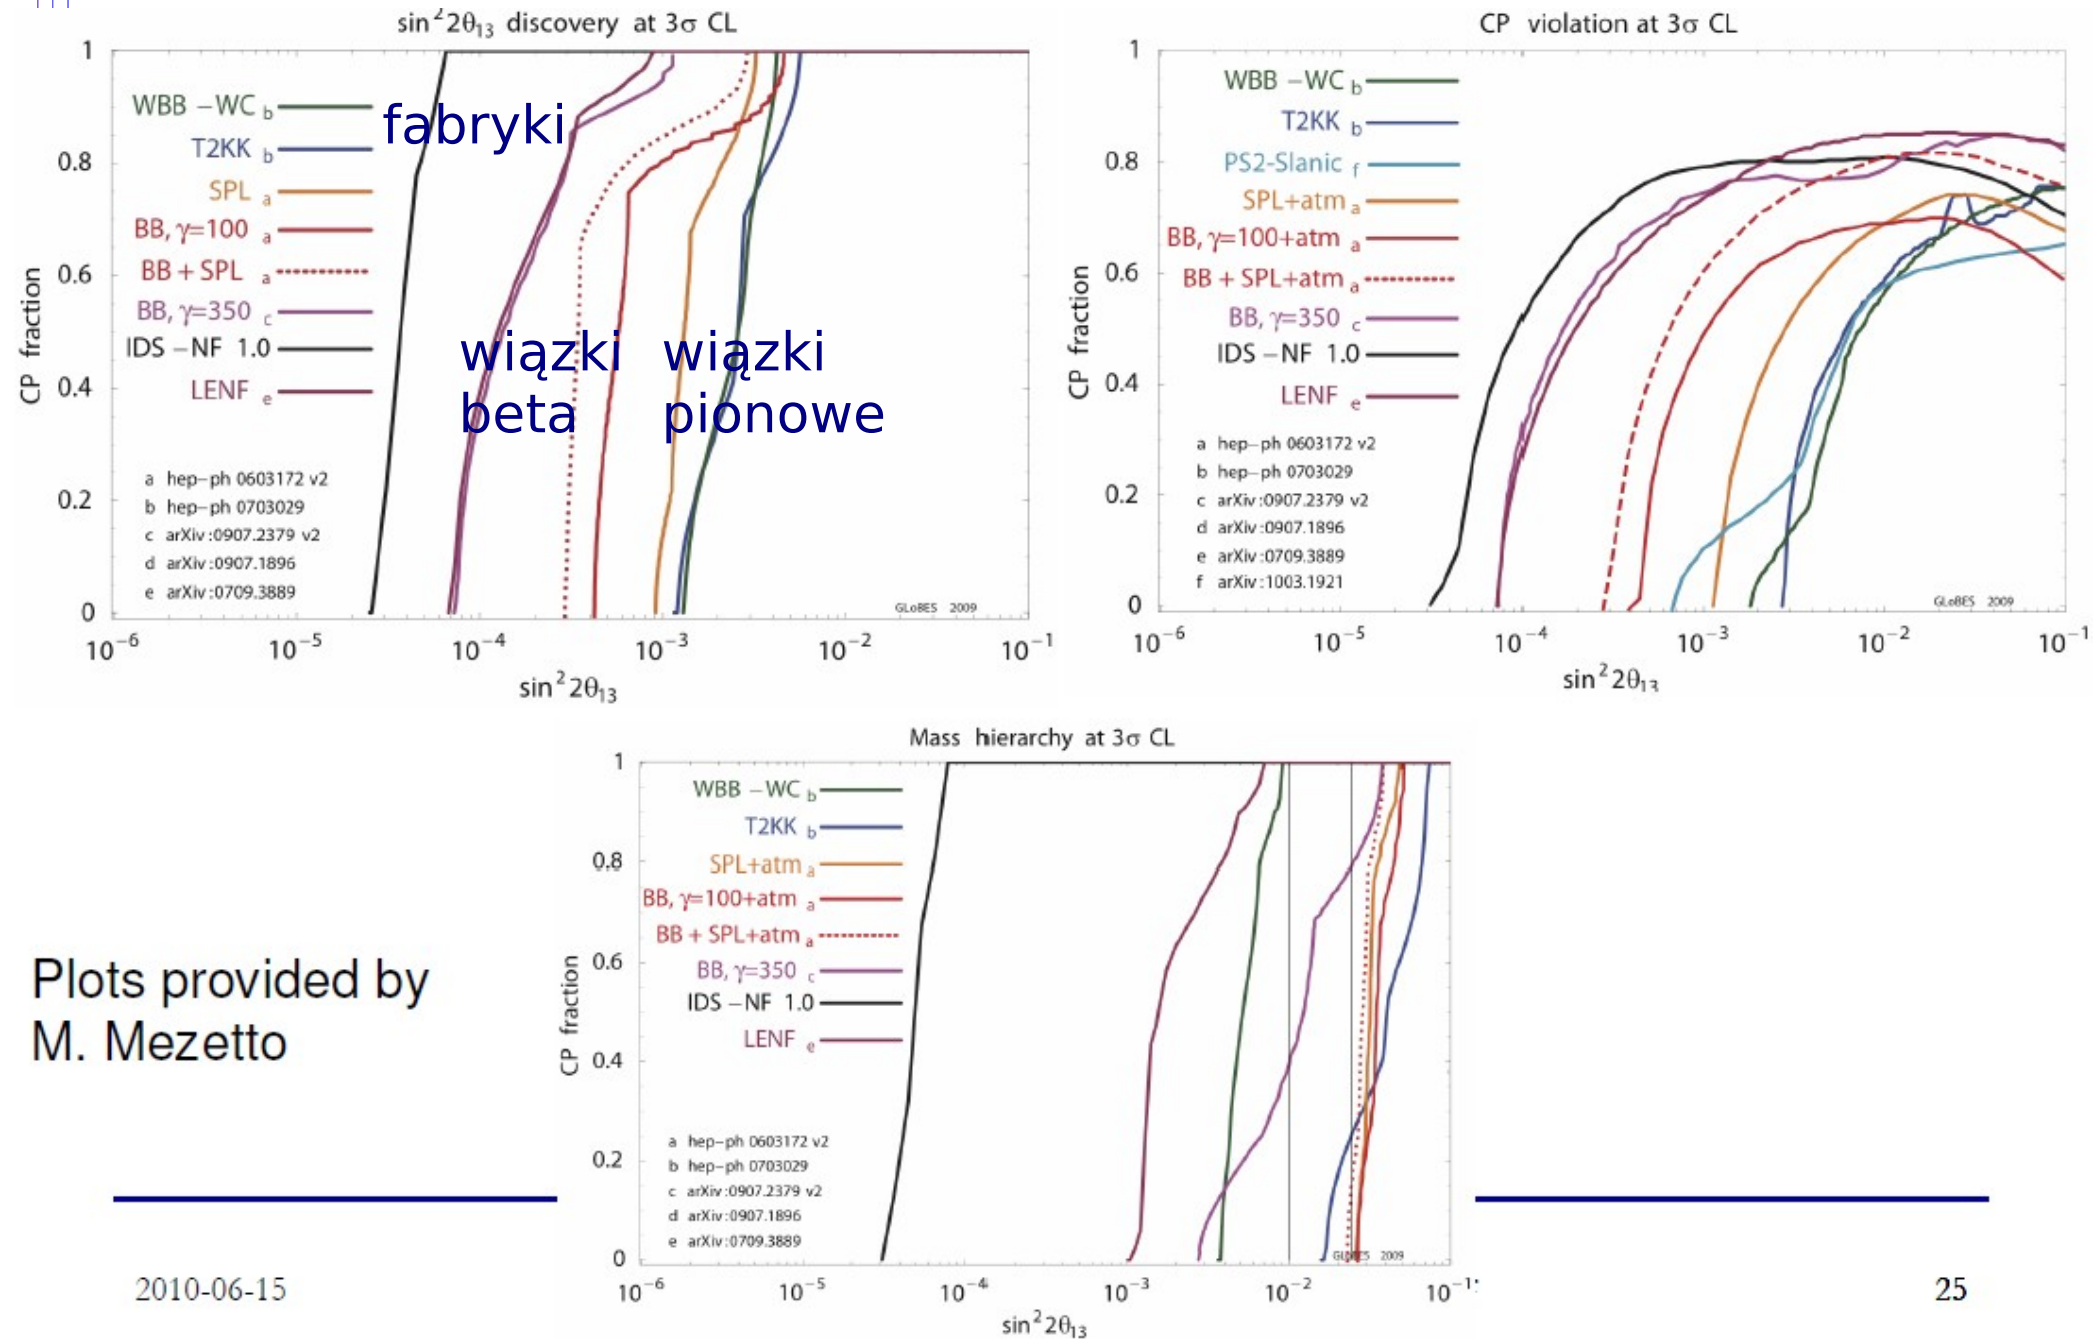 sin²2θ₁₃ discovery at 3σ CL
1
0.8
0.6
0.4
0.2
0
CP fraction
WBB −WC b
T2KK b
SPL a
BB, γ=100 a
BB + SPL a
BB, γ=350 c
IDS −NF 1.0
LENF e
fabryki
wiązki
beta
wiązki
pionowe
a hep−ph 0603172 v2
b hep−ph 0703029
c arXiv:0907.2379 v2
d arXiv:0907.1896
e arXiv:0709.3889
GLoBES 2009
10⁻⁶ 10⁻⁵ 10⁻⁴ 10⁻³ 10⁻² 10⁻¹
sin²2θ₁₃
CP violation at 3σ CL
1
0.8
0.6
0.4
0.2
0
CP fraction
WBB −WC b
T2KK b
PS2-Slanic f
SPL+atm a
BB, γ=100+atm a
BB + SPL+atm a
BB, γ=350 c
IDS −NF 1.0
LENF e
a hep−ph 0603172 v2
b hep−ph 0703029
c arXiv:0907.2379 v2
d arXiv:0907.1896
e arXiv:0709.3889
f arXiv:1003.1921
GLoBES 2009
10⁻⁶ 10⁻⁵ 10⁻⁴ 10⁻³ 10⁻² 10⁻¹
sin²2θ₁₃
Mass hierarchy at 3σ CL
1
0.8
0.6
0.4
0.2
0
CP fraction
WBB −WC b
T2KK b
SPL+atm a
BB, γ=100+atm a
BB + SPL+atm a
BB, γ=350 c
IDS −NF 1.0
LENF e
a hep−ph 0603172 v2
b hep−ph 0703029
c arXiv:0907.2379 v2
d arXiv:0907.1896
e arXiv:0709.3889
GLoBES 2009
10⁻⁶ 10⁻⁵ 10⁻⁴ 10⁻³ 10⁻² 10⁻¹
sin²2θ₁₃
Plots provided by
M. Mezetto
2010-06-15
25